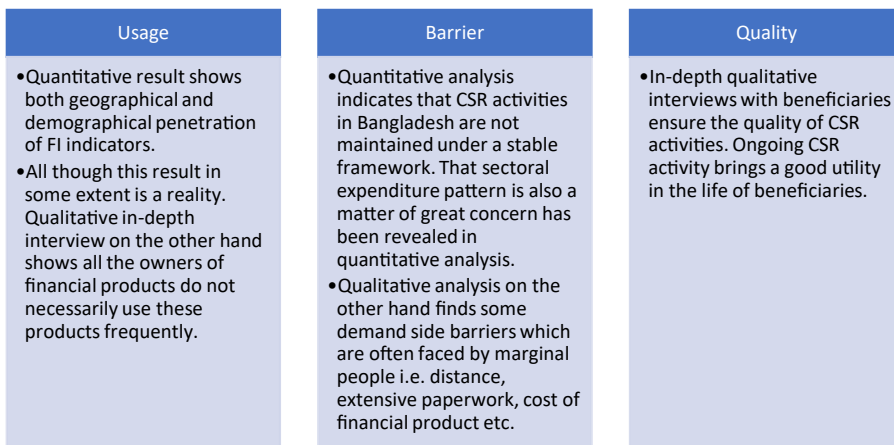 Usage
•Quantitative result shows
both geographical and
demographical penetration
of FI indicators.
•All though this result in
some extent is a reality.
Qualitative in-depth
interview on the other hand
shows all the owners of
financial products do not
necessarily use these
products frequently.
Barrier
•Quantitative analysis
indicates that CSR activities
in Bangladesh are not
maintained under a stable
framework. That sectoral
expenditure pattern is also a
matter of great concern has
been revealed in
quantitative analysis.
•Qualitative analysis on the
other hand finds some
demand side barriers which
are often faced by marginal
people i.e. distance,
extensive paperwork, cost of
financial product etc.
Quality
•In-depth qualitative
interviews with beneficiaries
ensure the quality of CSR
activities. Ongoing CSR
activity brings a good utility
in the life of beneficiaries.